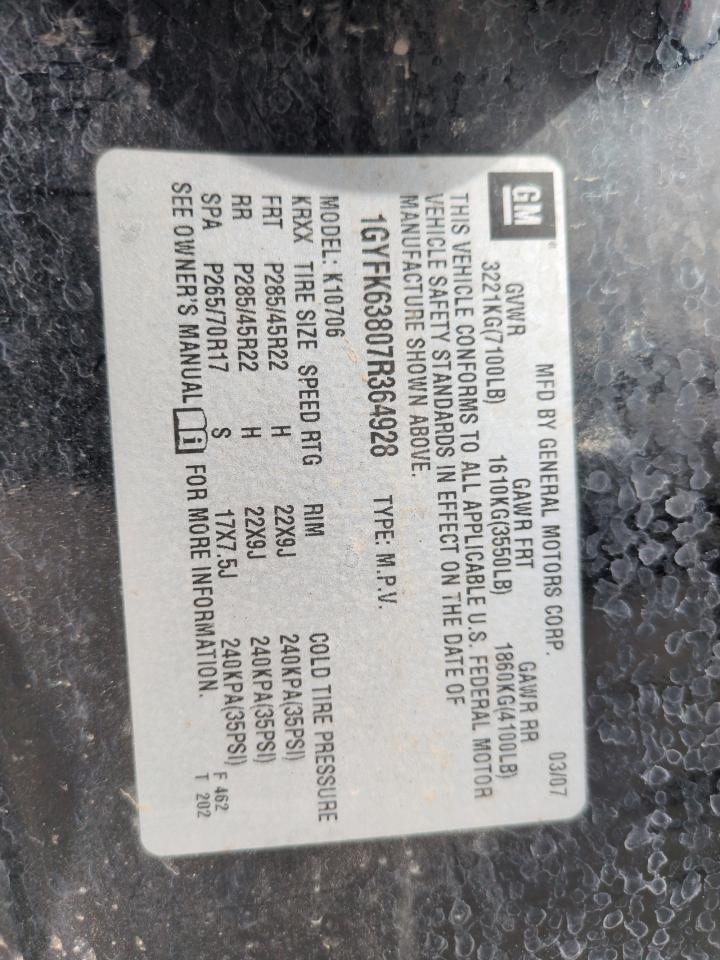 GM®
MFD BY GENERAL MOTORS CORP. 03/07
GVWR GAWR FRT GAWR RR
3221KG(7100LB) 1610KG(3550LB) 1860KG(4100LB)
THIS VEHICLE CONFORMS TO ALL APPLICABLE U.S. FEDERAL MOTOR
VEHICLE SAFETY STANDARDS IN EFFECT ON THE DATE OF
MANUFACTURE SHOWN ABOVE.
1GYFK63807R364928 TYPE: M.P.V.
MODEL: K10706
KRXX TIRE SIZE SPEED RTG RIM COLD TIRE PRESSURE
FRT P285/45R22 H 22X9J 240KPA(35PSI)
RR P285/45R22 H 22X9J 240KPA(35PSI)
SPA P265/70R17 S 17X7.5J 240KPA(35PSI)
SEE OWNER'S MANUAL FOR MORE INFORMATION.
F 462
T 202